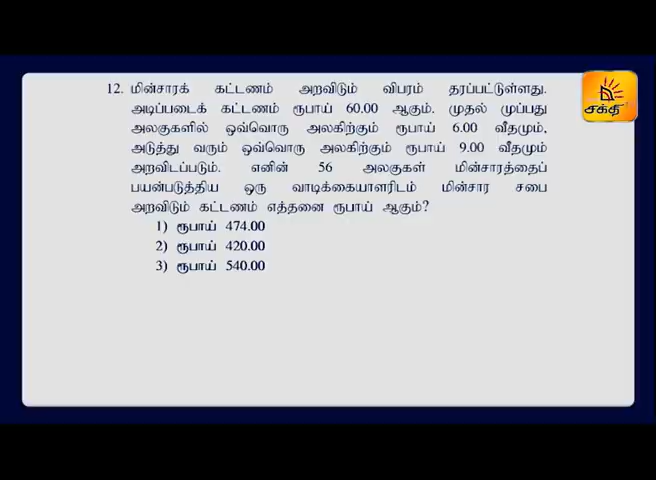 12. மின்சாரக் கட்டணம் அறவிடும் விபரம் தரப்பட்டுள்ளது.
அடிப்படைக் கட்டணம் ரூபாய் 60.00 ஆகும். முதல் முப்பது
அலகுகளில் ஒவ்வொரு அலகிற்கும் ரூபாய் 6.00 வீதமும்,
அடுத்து வரும் ஒவ்வொரு அலகிற்கும் ரூபாய் 9.00 வீதமும்
அறவிடப்படும். எனின் 56 அலகுகள் மின்சாரத்தைப்
பயன்படுத்திய ஒரு வாடிக்கையாளரிடம் மின்சார சபை
அறவிடும் கட்டணம் எத்தனை ரூபாய் ஆகும்?
1) ரூபாய் 474.00
2) ரூபாய் 420.00
3) ரூபாய் 540.00
சக்தி